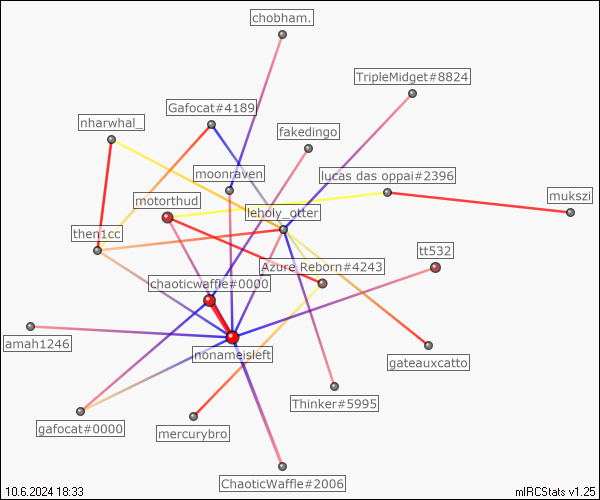 chobham.
TripleMidget#8824
Gafocat#4189
nharwhal_
fakedingo
moonraven
lucas das oppai#2396
mukszi
motorthud
leholy_otter
then1cc
tt532
Azure Reborn#4243
chaoticwaffle#0000
amah1246
nonameisleft
gateauxcatto
Thinker#5995
gafocat#0000
mercurybro
ChaoticWaffle#2006
10.6.2024 18:33
mIRCStats v1.25